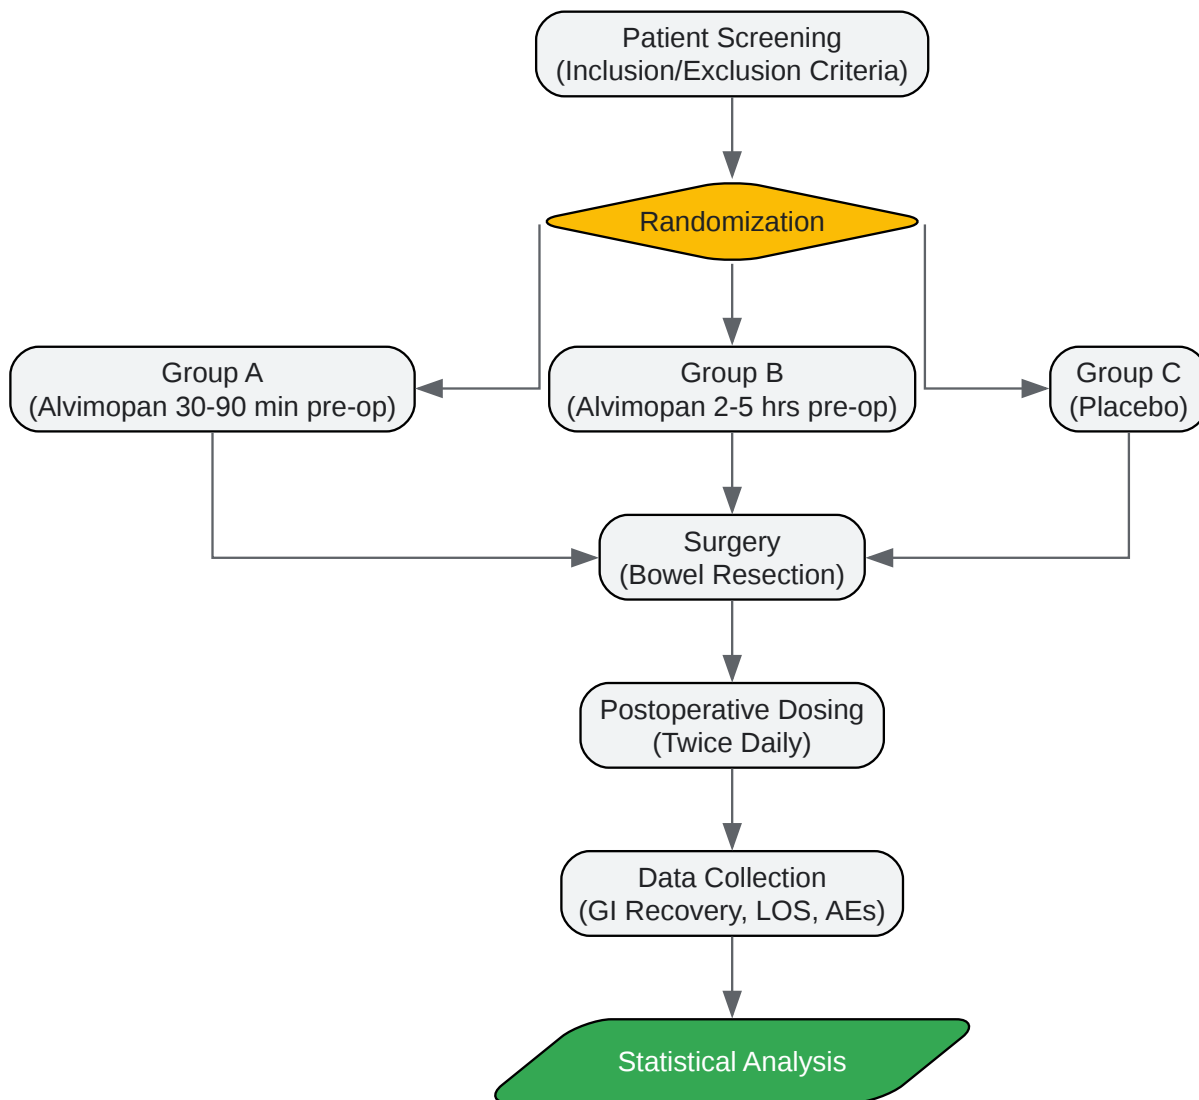 Patient Screening
(Inclusion/Exclusion Criteria)
Randomization
Group A
(Alvimopan 30-90 min pre-op)
Group B
(Alvimopan 2-5 hrs pre-op)
Group C
(Placebo)
Surgery
(Bowel Resection)
Postoperative Dosing
(Twice Daily)
Data Collection
(GI Recovery, LOS, AEs)
Statistical Analysis